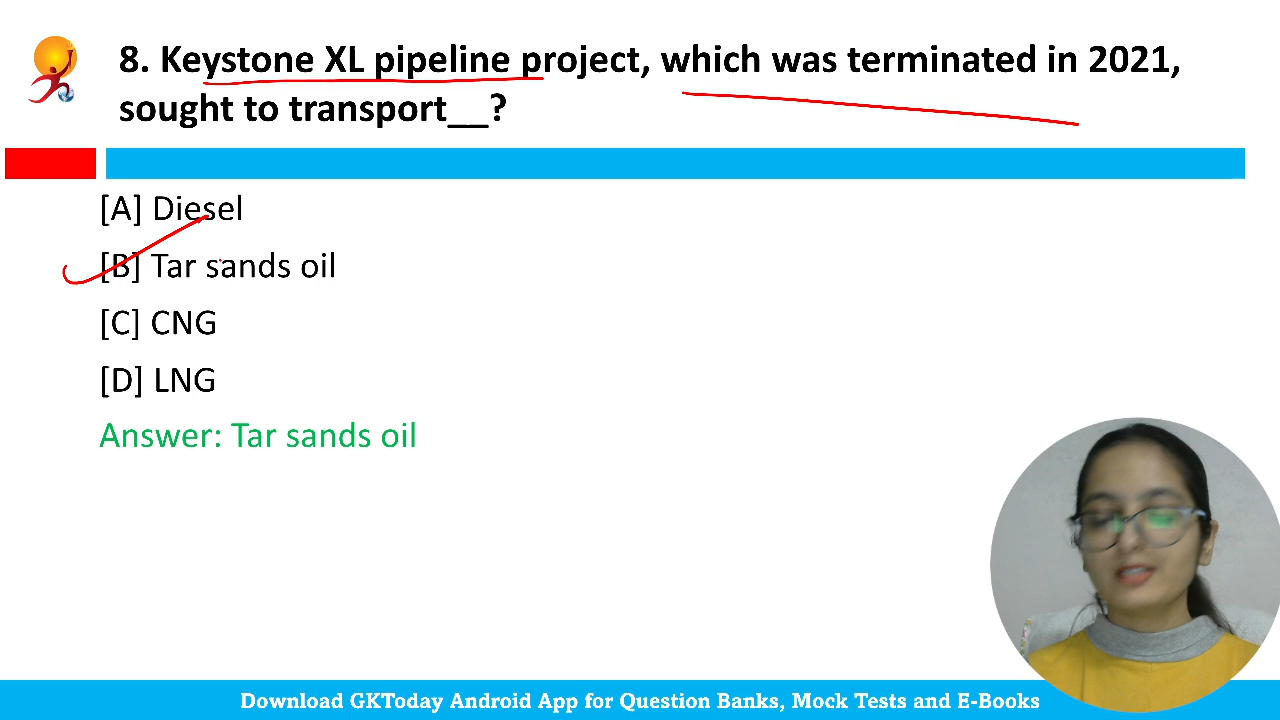 8. Keystone XL pipeline project, which was terminated in 2021,
sought to transport__?
[A] Diesel
[B] Tar sands oil
[C] CNG
[D] LNG
Answer: Tar sands oil
Download GKToday Android App for Question Banks, Mock Tests and E-Books